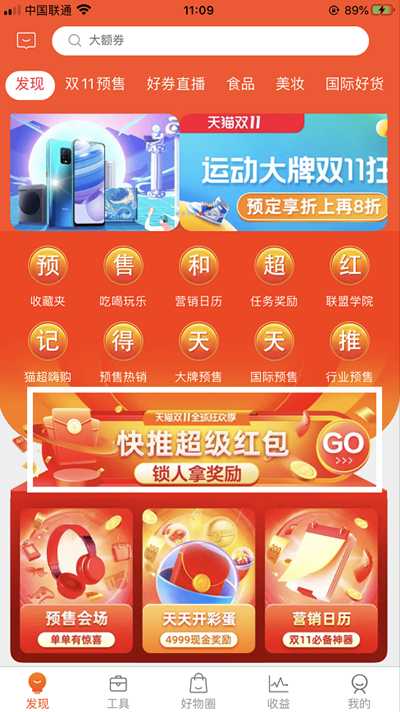 中国联通
11:09
89%
大额券
发现
双11预售
好券直播
食品
美妆
国际好货
天猫双11
运动大牌双11狂
预定享折上再8折
预
售
和
超
红
收藏夹
吃喝玩乐
营销日历
任务奖励
联盟学院
记
得
天
天
推
猫超嗨购
预售热销
大牌预售
国际预售
行业预售
天猫双11全球狂欢季
快推超级红包
GO
>>>
锁人拿奖励
预售会场
单单有惊喜
天天开彩蛋
4999现金奖励
营销日历
双11必备神器
发现
工具
好物圈
收益
我的